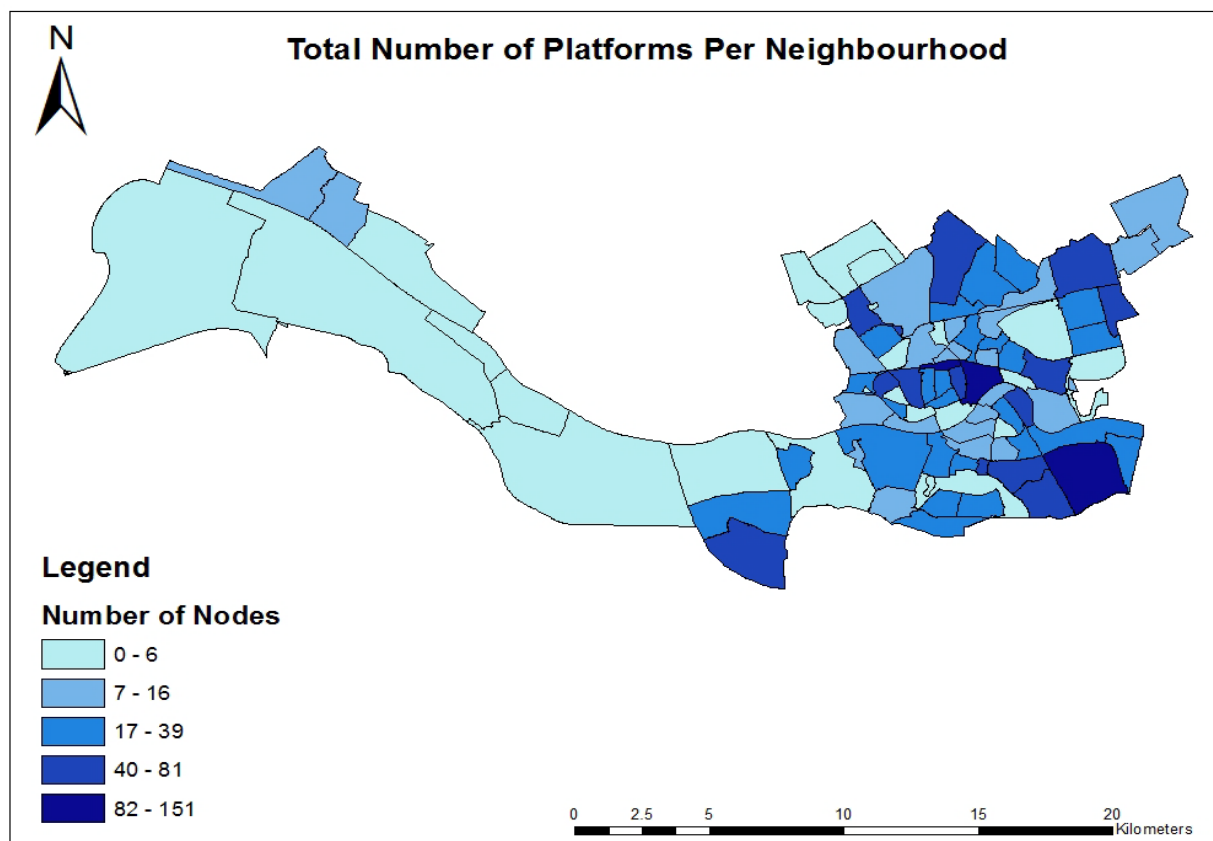 N
Total Number of Platforms Per Neighbourhood
Legend
Number of Nodes
0 - 6
7 - 16
17 - 39
40 - 81
82 - 151
0 2.5 5 10 15 20
Kilometers